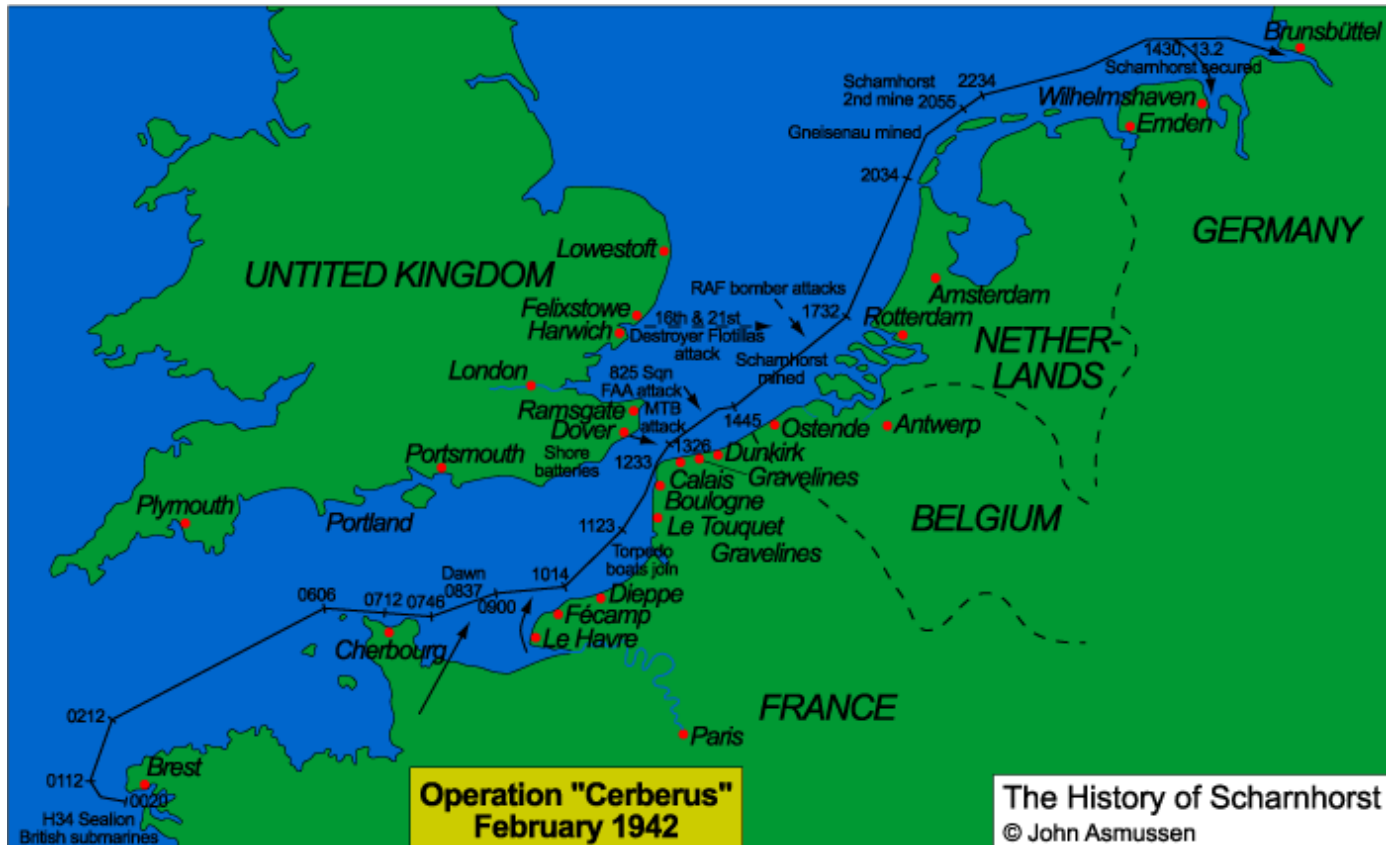 Brunsbüttel
1430, 13.2
Scharnhorst secured
Scharnhorst
2nd mine
2234
2055
Wilhelmshaven
Emden
Gneisenau mined
2034
GERMANY
Lowestoft
UNTITED KINGDOM
RAF bomber attacks
Amsterdam
Felixstowe
16th & 21st
Destroyer Flotillas
attack
1732
Rotterdam
Harwich
NETHER-
LANDS
Scharnhorst
mined
London
825 Sqn
FAA attack
MTB
attack
Ramsgate
Dover
1445
Ostende
Antwerp
Shore
batteries
1326
1233
Dunkirk
Gravelines
Portsmouth
Calais
Boulogne
Plymouth
Portland
1123
Le Touquet
Gravelines
BELGIUM
Torpedo
boats join
Dawn
0837
1014
0606
0712
0746
0900
Dieppe
Fécamp
Le Havre
Cherbourg
0212
FRANCE
Paris
0112
Brest
0020
H34 Sealion
British submarines
Operation "Cerberus"
February 1942
The History of Scharnhorst
© John Asmussen